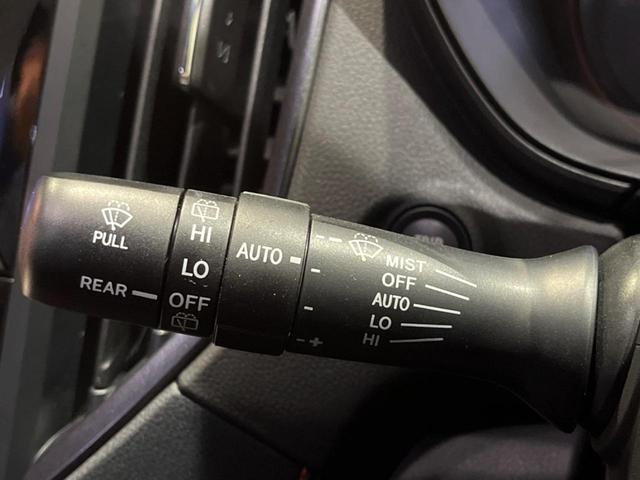 PULL
REAR
HI
LO
OFF
AUTO
- +
MIST
OFF
AUTO
LO
HI